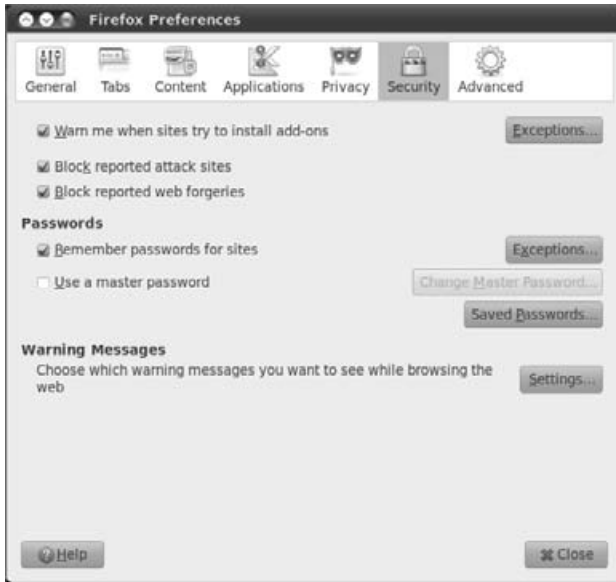 Firefox Preferences
General Tabs Content Applications Privacy Security Advanced
Warn me when sites try to install add-ons Exceptions...
Block reported attack sites
Block reported web forgeries
Passwords
Remember passwords for sites Exceptions...
Use a master password Change Master Password...
Saved Passwords...
Warning Messages
Choose which warning messages you want to see while browsing the
web
Settings...
Help Close